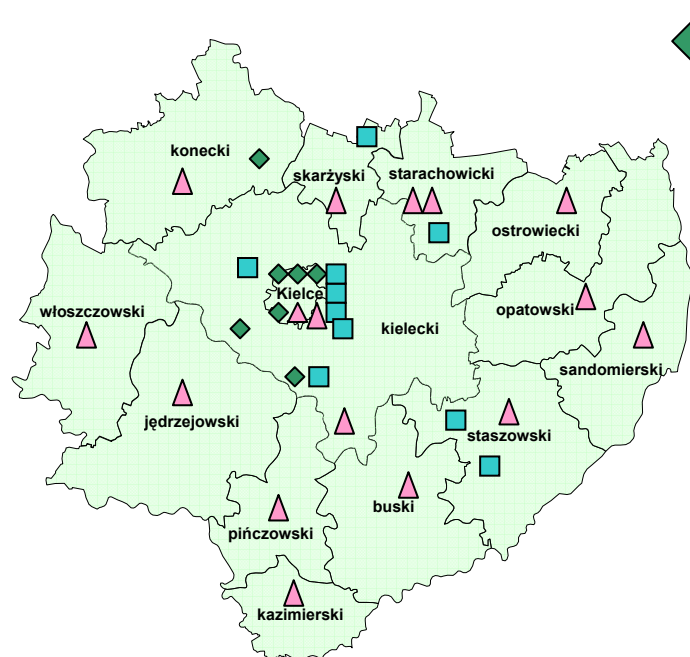 konecki
skarżyski
starachowicki
ostrowiecki
Kielce
opatowski
włoszczowski
kielecki
sandomierski
jędrzejowski
staszowski
buski
pińczowski
kazimierski